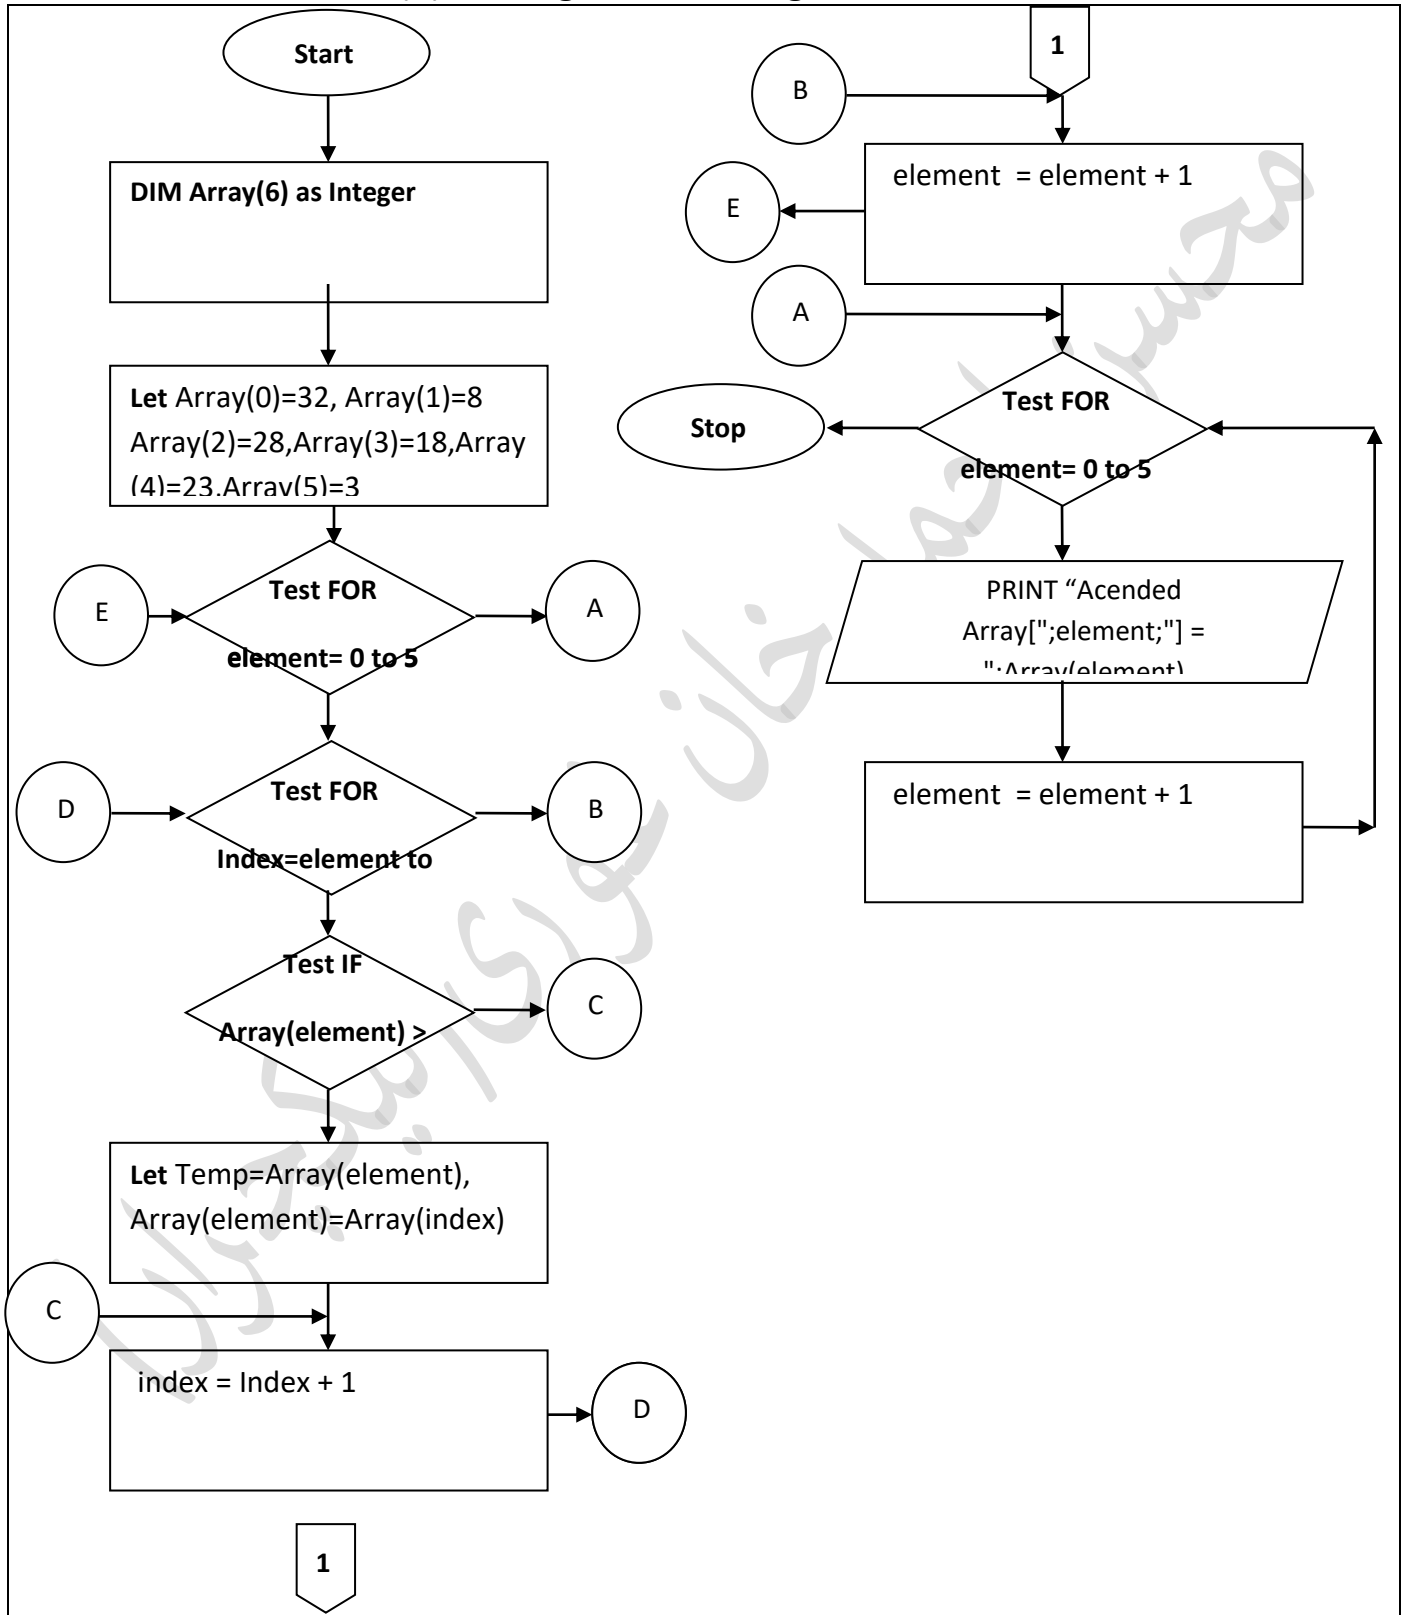 Start
DIM Array(6) as Integer
Let Array(0)=32, Array(1)=8
Array(2)=28,Array(3)=18,Array
(4)=23,Array(5)=3
Test FOR
element= 0 to 5
E
A
Test FOR
Index=element to
D
B
Test IF
Array(element) >
C
Let Temp=Array(element),
Array(element)=Array(index)
C
index = Index + 1
D
1
1
B
element = element + 1
E
A
Test FOR
element= 0 to 5
Stop
PRINT “Acended
Array[";element;"] =
";Array(element)
element = element + 1